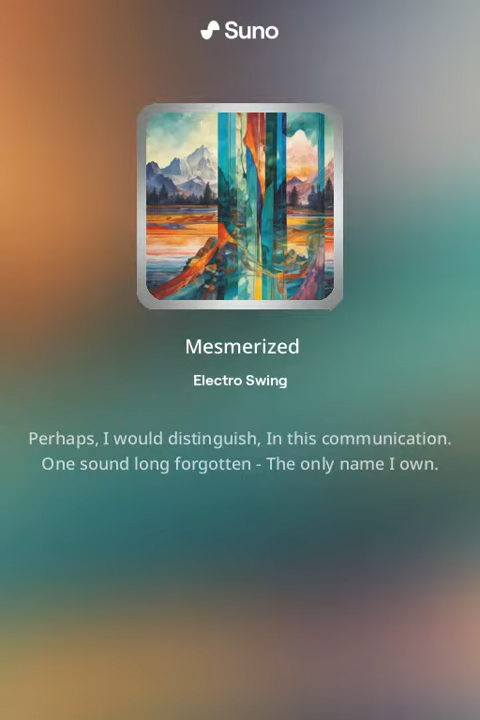 Suno
Mesmerized
Electro Swing
Perhaps, I would distinguish, In this communication.
One sound long forgotten - The only name I own.